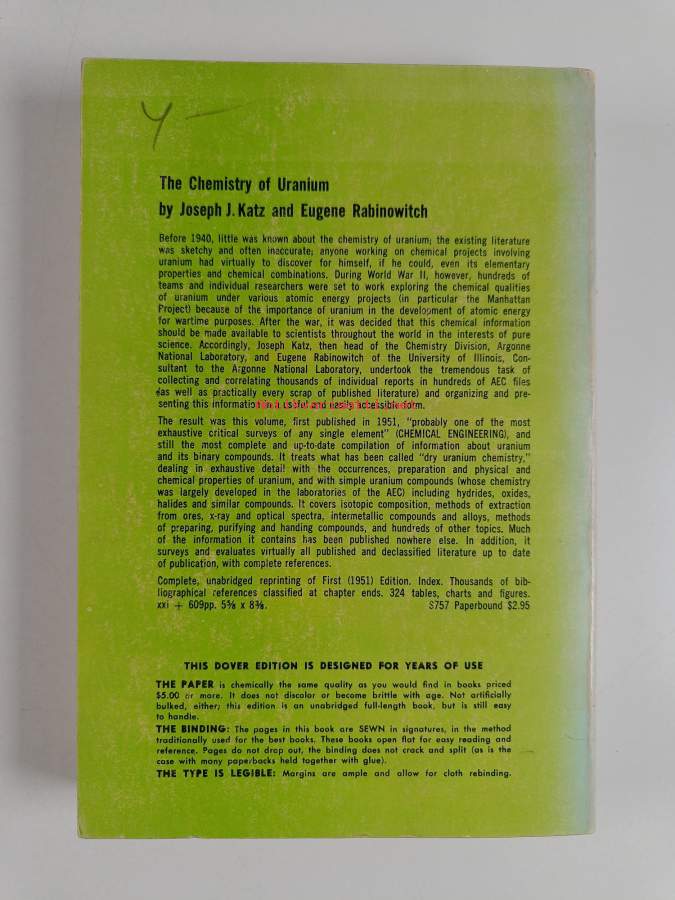 y —
The Chemistry of Uranium
by Joseph J. Katz and Eugene Rabinowitch
Before 1940, little was known about the chemistry of uranium; the existing literature
was sketchy and often inaccurate; anyone working on chemical projects involving
uranium had virtually to discover for himself, if he could, even its elementary
properties and chemical combinations. During World War II, however, hundreds of
teams and individual researchers were set to work exploring the chemical qualities
of uranium under various atomic energy projects (in particular the Manhattan
Project) because of the importance of uranium in the development of atomic energy
for wartime purposes. After the war, it was decided that this chemical information
should be made available to scientists throughout the world in the interests of pure
science. Accordingly, Joseph Katz, then head of the Chemistry Division, Argonne
National Laboratory, and Eugene Rabinowitch of the University of Illinois, Con-
sultant to the Argonne National Laboratory, undertook the tremendous task of
collecting and correlating thousands of individual reports in hundreds of AEC files
(as well as practically every scrap of published literature) and organizing and pre-
senting this information in a useful and easily accessible form.
The result was this volume, first published in 1951, "probably one of the most
exhaustive critical surveys of any single element" (CHEMICAL ENGINEERING), and
still the most complete and up-to-date compilation of information about uranium
and its binary compounds. It treats what has been called "dry uranium chemistry,"
dealing in exhaustive detail with the occurrences, preparation and physical and
chemical properties of uranium, and with simple uranium compounds (whose chemistry
was largely developed in the laboratories of the AEC) including hydrides, oxides,
halides and similar compounds. It covers isotopic composition, methods of extraction
from ores, x-ray and optical spectra, intermetallic compounds and alloys, methods
of preparing, purifying and handing compounds, and hundreds of other topics. Much
of the information it contains has been published nowhere else. In addition, it
surveys and evaluates virtually all published and declassified literature up to date
of publication, with complete references.
Complete, unabridged reprinting of First (1951) Edition. Index. Thousands of bib-
liographical references classified at chapter ends. 324 tables, charts and figures.
xxi + 609pp. 5⅜ x 8⅜. S757 Paperbound $2.95
THIS DOVER EDITION IS DESIGNED FOR YEARS OF USE
THE PAPER is chemically the same quality as you would find in books priced
$5.00 or more. It does not discolor or become brittle with age. Not artificially
bulked, either; this edition is an unabridged full-length book, but is still easy
to handle.
THE BINDING: The pages in this book are SEWN in signatures, in the method
traditionally used for the best books. These books open flat for easy reading and
reference. Pages do not drop out, the binding does not crack and split (as is the
case with many paperbacks held together with glue).
THE TYPE IS LEGIBLE: Margins are ample and allow for cloth rebinding.